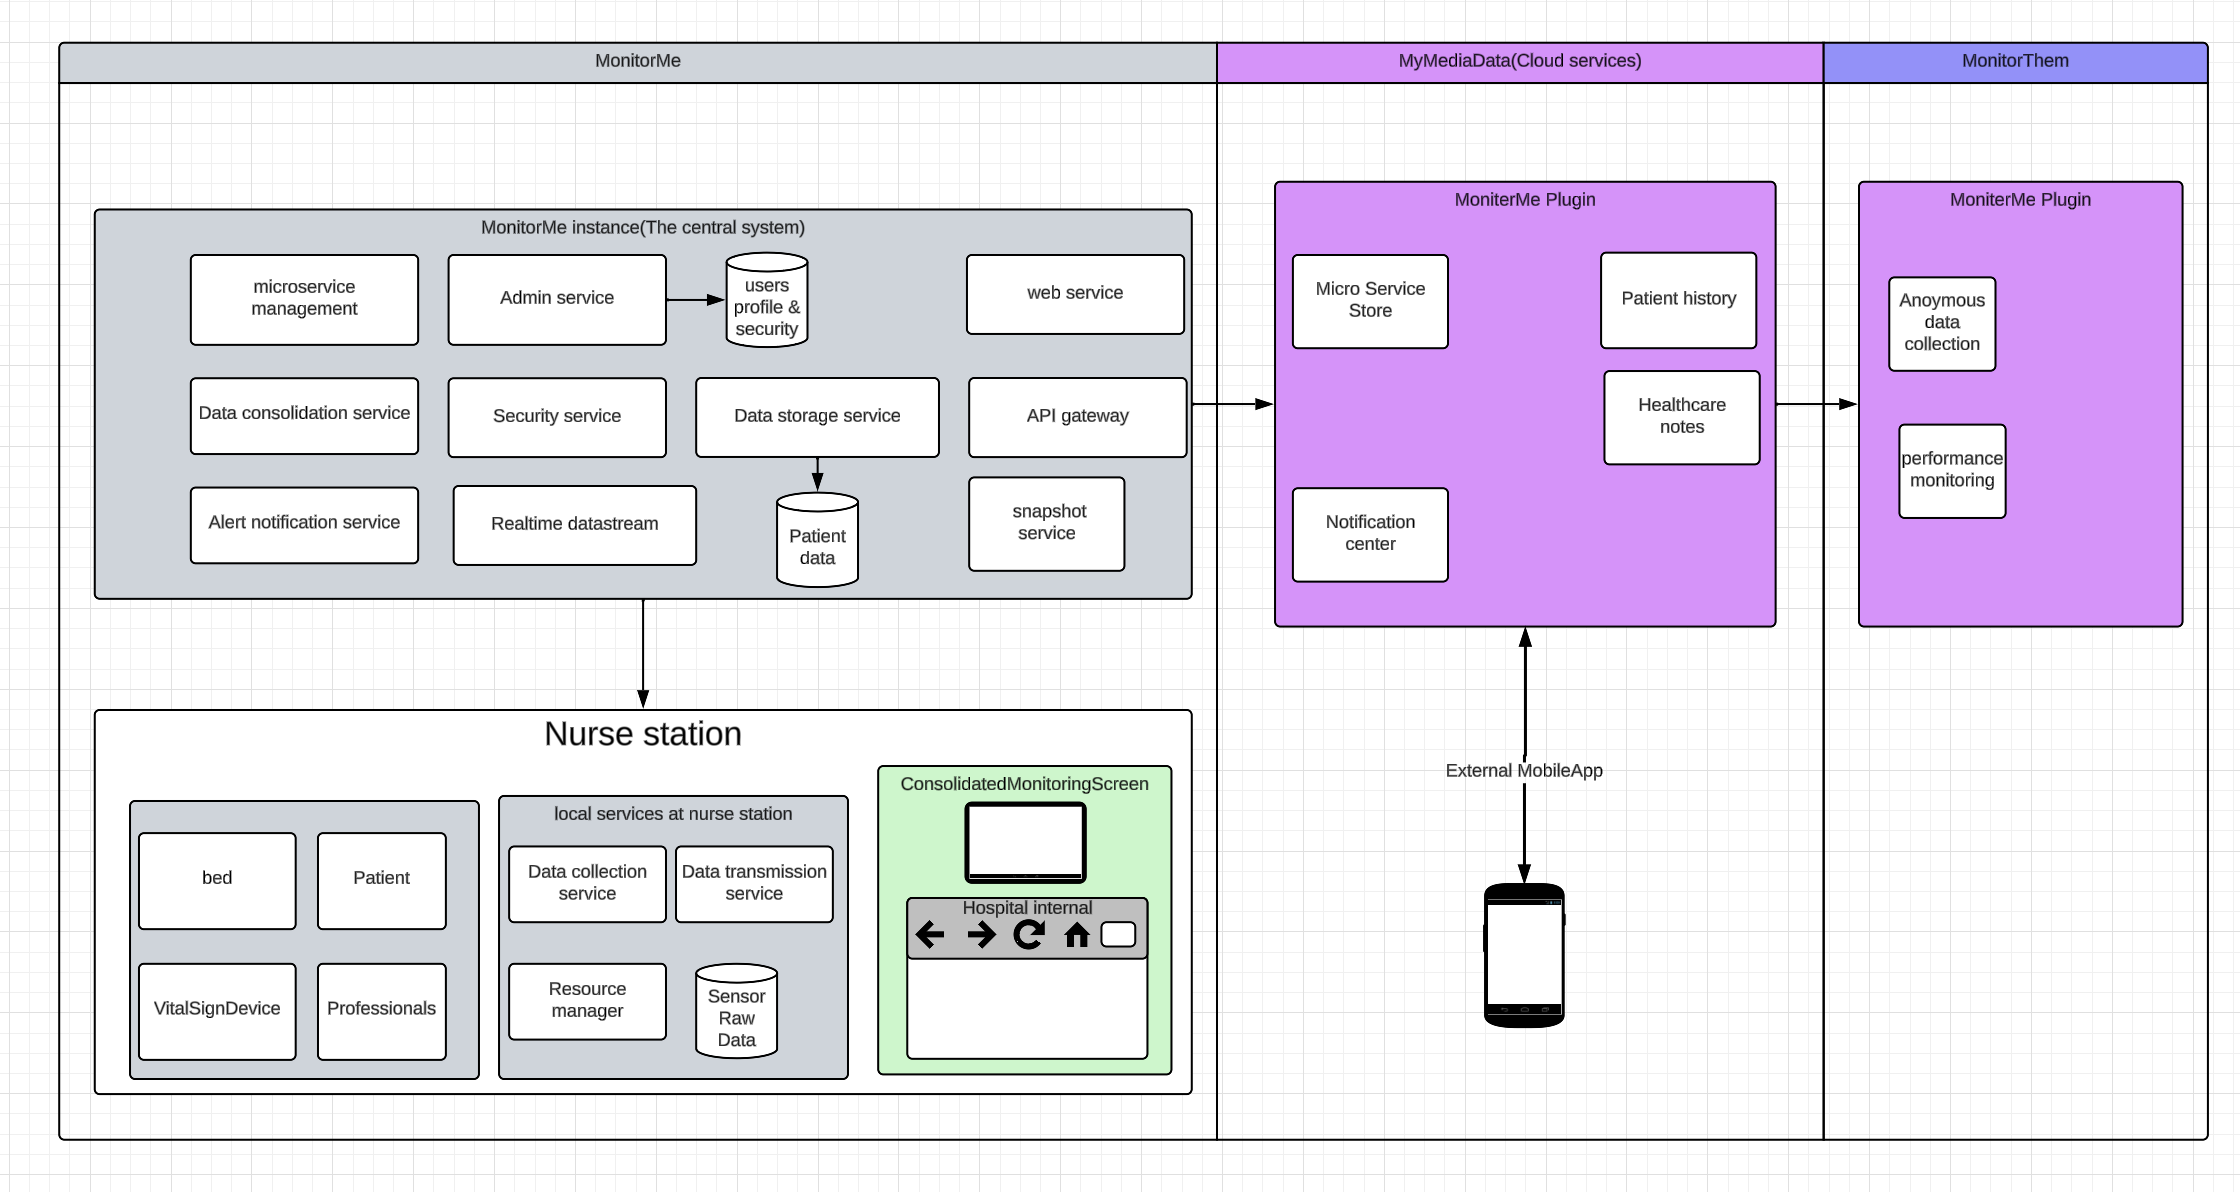 MonitorMe
MyMediaData(Cloud services)
MonitorThem
MonitorMe instance(The central system)
microservice
management
Admin service
users
profile &
security
web service
Data consolidation service
Security service
Data storage service
API gateway
Alert notification service
Realtime datastream
Patient
data
snapshot
service
MoniterMe Plugin
Micro Service
Store
Patient history
Healthcare
notes
Notification
center
MoniterMe Plugin
Anoymous
data
collection
performance
monitoring
Nurse station
bed
Patient
VitalSignDevice
Professionals
local services at nurse station
Data collection
service
Data transmission
service
Resource
manager
Sensor
Raw
Data
ConsolidatedMonitoringScreen
Hospital internal
External MobileApp